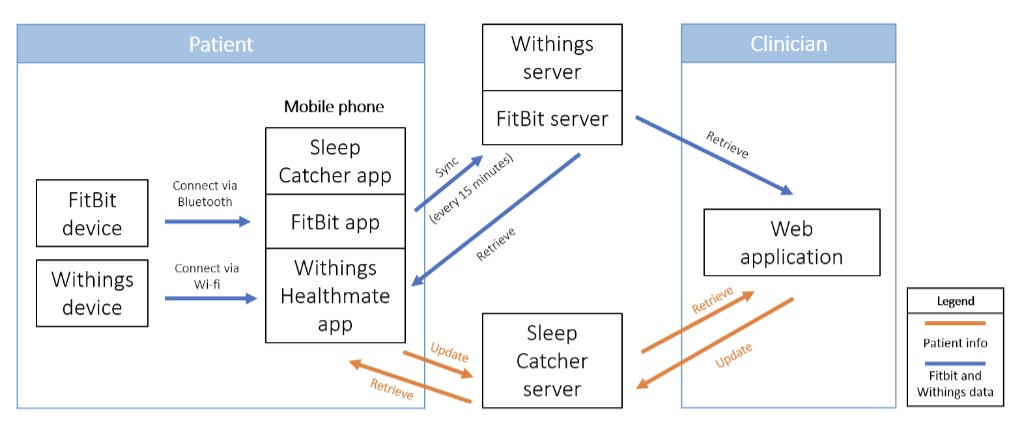 Patient
Mobile phone
Sleep
Catcher app
FitBit app
Withings
Healthmate
app
FitBit
device
Connect via
Bluetooth
Withings
device
Connect via
Wi-fi
Withings
server
FitBit server
Sync
(every 15 minutes)
Retrieve
Update
Retrieve
Sleep
Catcher
server
Clinician
Retrieve
Web
application
Retrieve
Update
Legend
Patient info
Fitbit and
Withings data